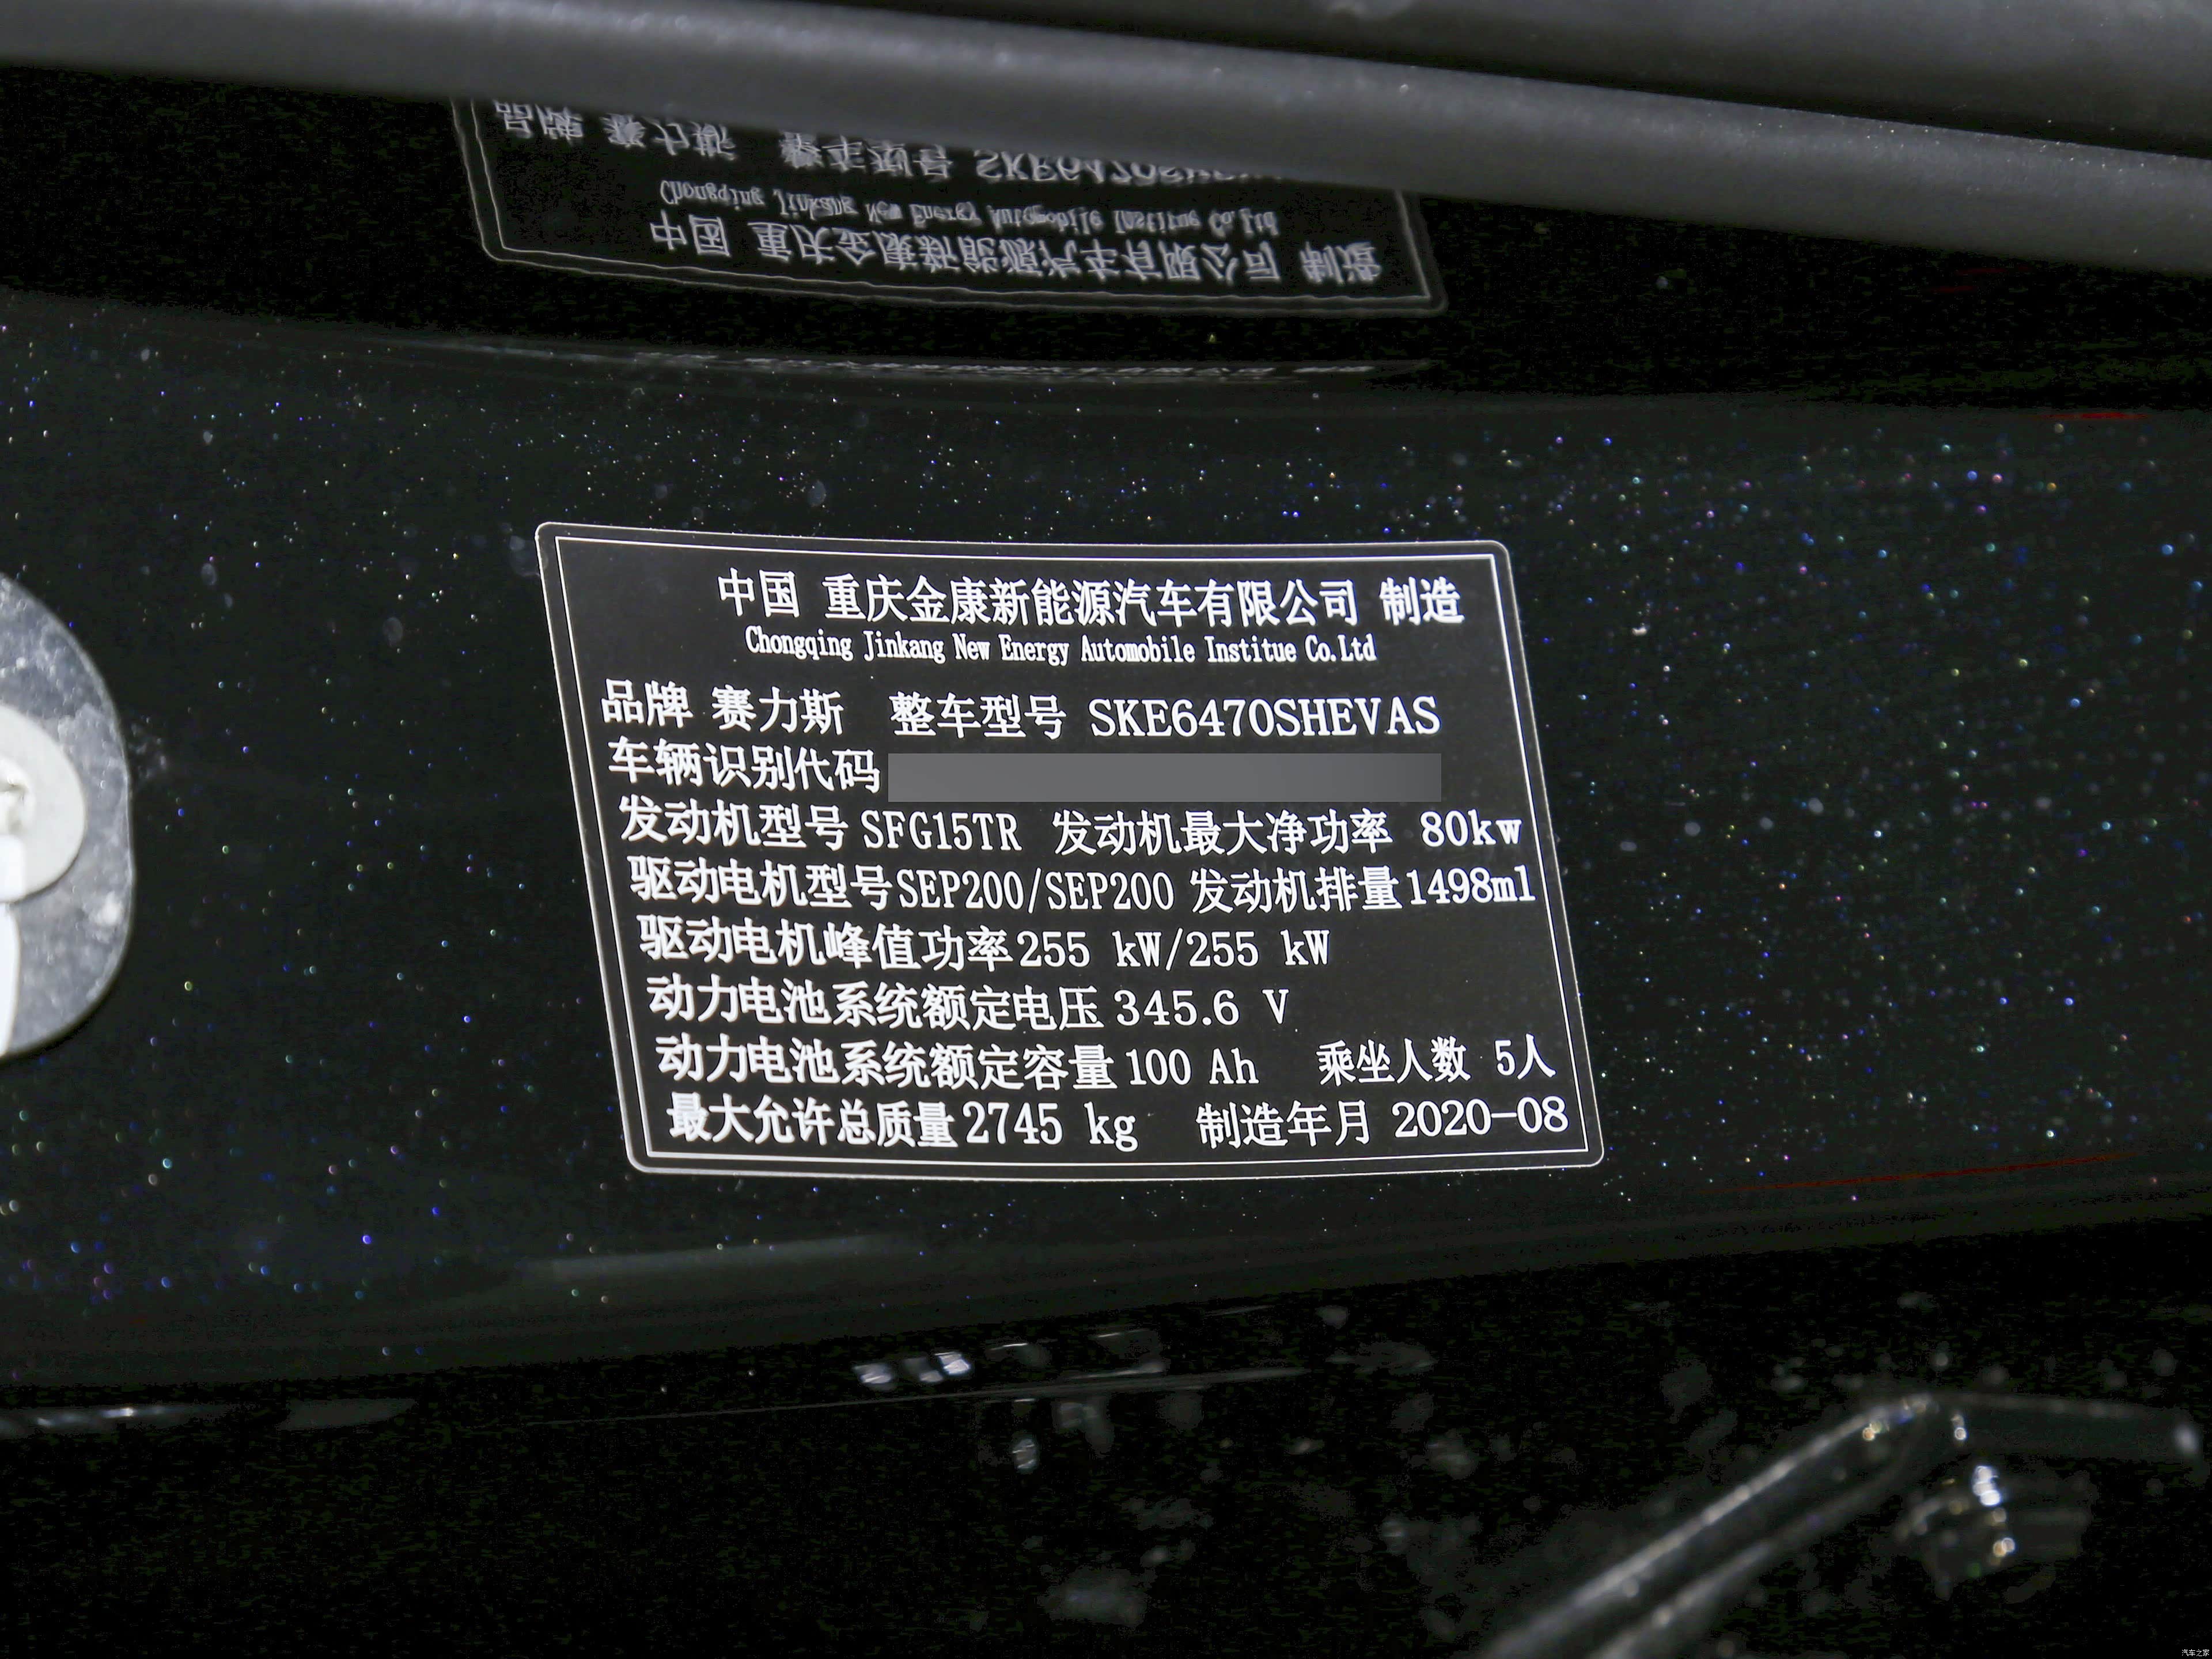 中国 重庆金康新能源汽车有限公司 制造
Chongqing Jinkang New Energy Automobile Institue Co.Ltd
品牌 赛力斯 整车型号 SKE6470SHEVAS
车辆识别代码
发动机型号 SFG15TR 发动机最大净功率 80kw
驱动电机型号 SEP200/SEP200 发动机排量 1498ml
驱动电机峰值功率 255 kW/255 kW
动力电池系统额定电压 345.6 V
动力电池系统额定容量 100 Ah 乘坐人数 5人
最大允许总质量 2745 kg 制造年月 2020-08
汽车之家